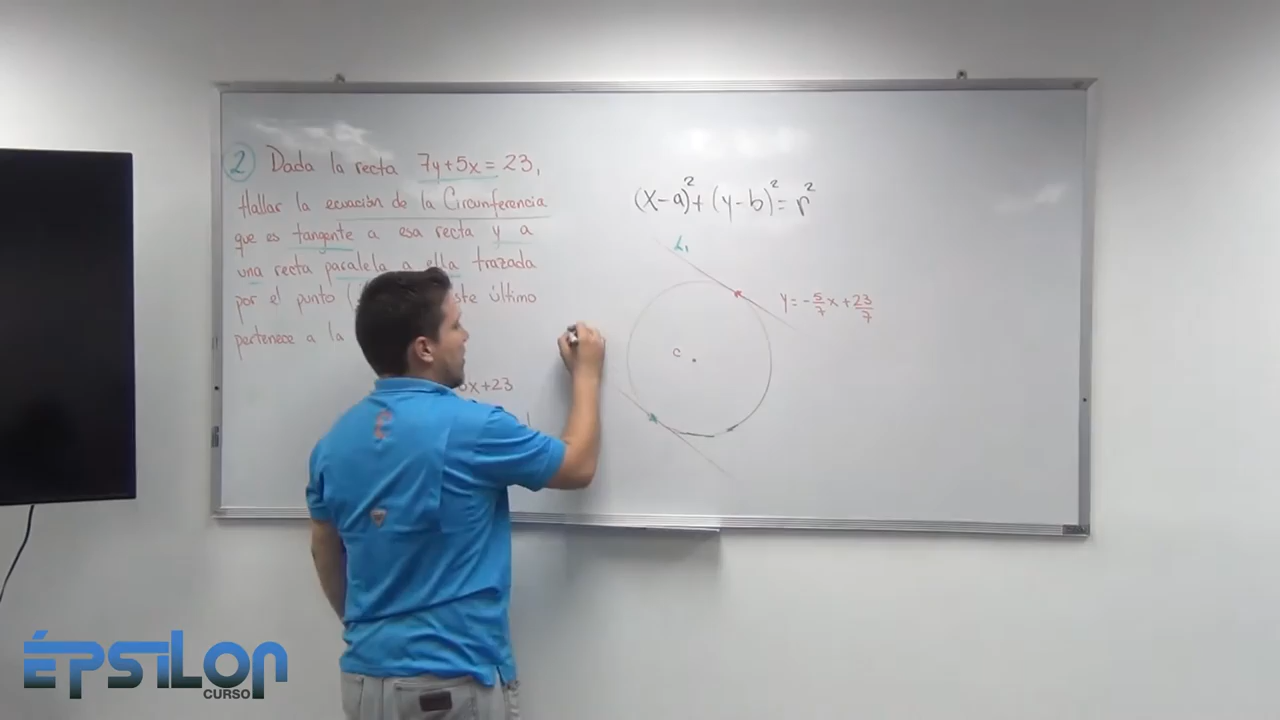 2 Dada la recta 7y+5x = 23,
Hallar la ecuación de la Circunferencia
que es tangente a esa recta y a
una recta paralela a ella trazada
por el punto ( ste último
pertenece a la
x+23
(x-a)²+(y-b)²=r²
L₁
y=-5/7x+23/7
C
ÉPSILON
CURSO